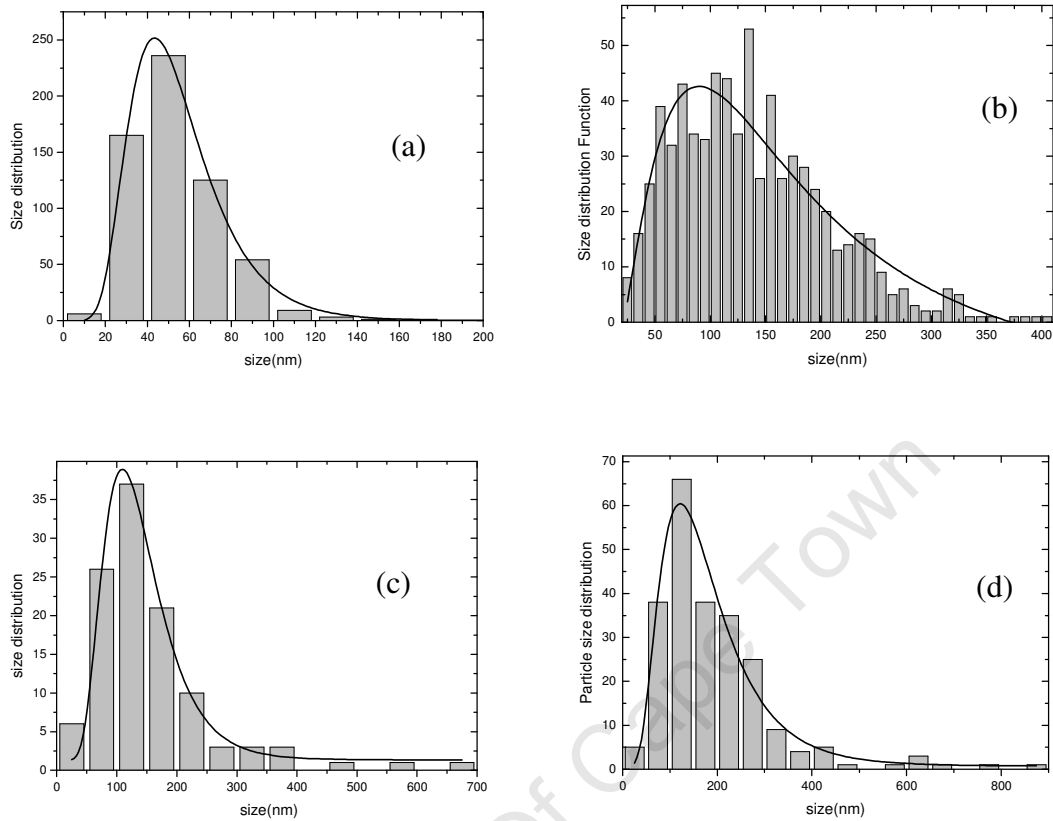 250
200
150
100
50
0
Size distribution
(a)
0 20 40 60 80 100 120 140 160 180 200
size(nm)
50
40
30
20
10
0
Size distribution Function
(b)
50 100 150 200 250 300 350 400
size(nm)
35
30
25
20
15
10
5
0
size distribution
(c)
0 100 200 300 400 500 600 700
size(nm)
70
60
50
40
30
20
10
0
Particle size distribution
(d)
0 200 400 600 800
size(nm)
Of Cape Town